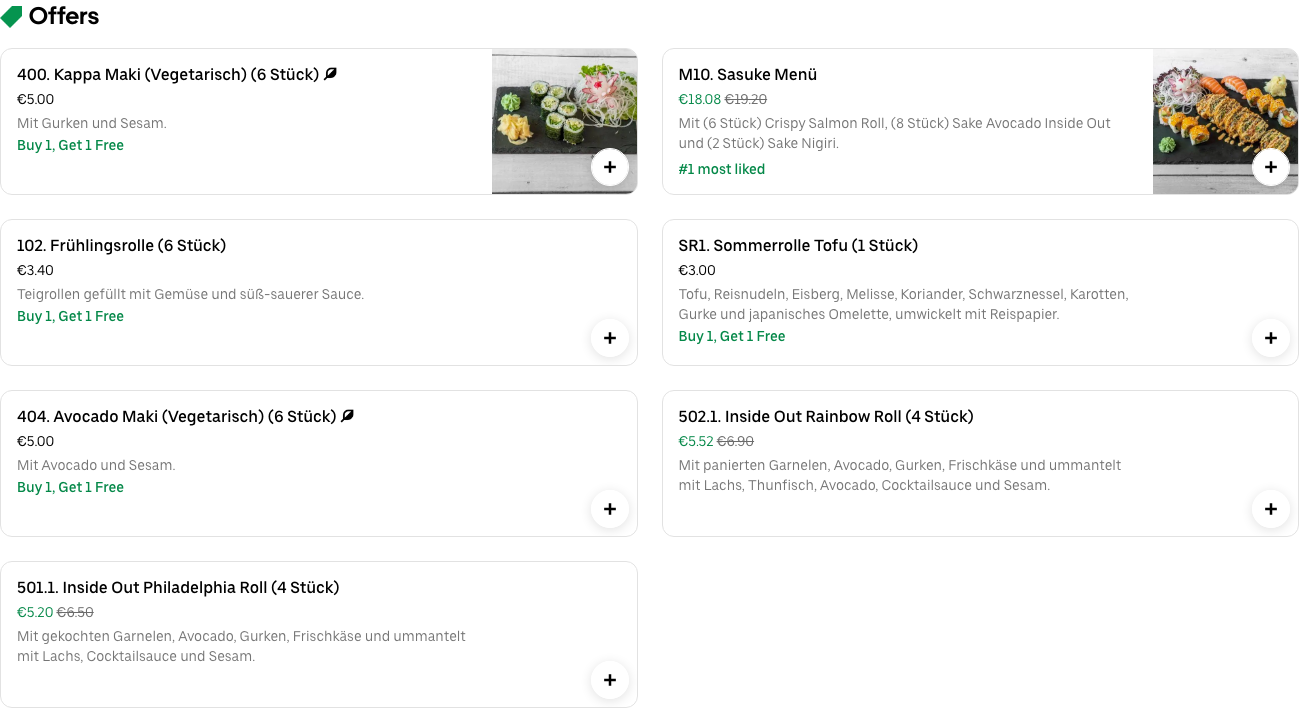 Offers
400. Kappa Maki (Vegetarisch) (6 Stück)
€5.00
Mit Gurken und Sesam.
Buy 1, Get 1 Free
M10. Sasuke Menü
€18.08 €19.20
Mit (6 Stück) Crispy Salmon Roll, (8 Stück) Sake Avocado Inside Out
und (2 Stück) Sake Nigiri.
#1 most liked
102. Frühlingsrolle (6 Stück)
€3.40
Teigrollen gefüllt mit Gemüse und süß-sauerer Sauce.
Buy 1, Get 1 Free
SR1. Sommerrolle Tofu (1 Stück)
€3.00
Tofu, Reisnudeln, Eisberg, Melisse, Koriander, Schwarznessel, Karotten,
Gurke und japanisches Omelette, umwickelt mit Reispapier.
Buy 1, Get 1 Free
404. Avocado Maki (Vegetarisch) (6 Stück)
€5.00
Mit Avocado und Sesam.
Buy 1, Get 1 Free
502.1. Inside Out Rainbow Roll (4 Stück)
€5.52 €6.90
Mit panierten Garnelen, Avocado, Gurken, Frischkäse und ummantelt
mit Lachs, Thunfisch, Avocado, Cocktailsauce und Sesam.
501.1. Inside Out Philadelphia Roll (4 Stück)
€5.20 €6.50
Mit gekochten Garnelen, Avocado, Gurken, Frischkäse und ummantelt
mit Lachs, Cocktailsauce und Sesam.